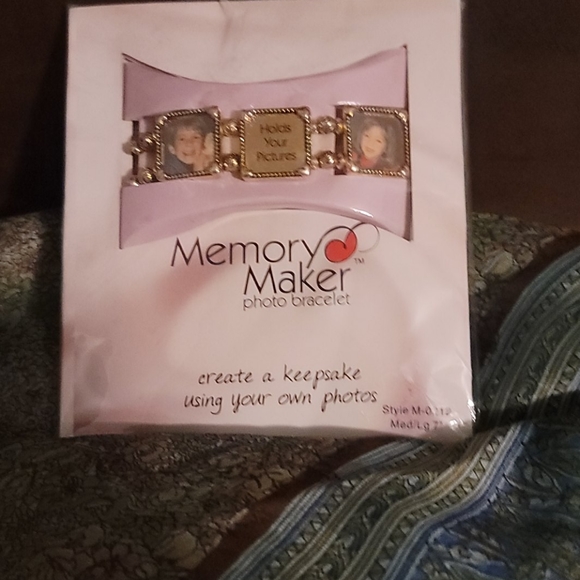 Holds
Your
Pictures
Memory
Maker
TM
photo bracelet
create a keepsake
using your own photos
Style
Med/Lg